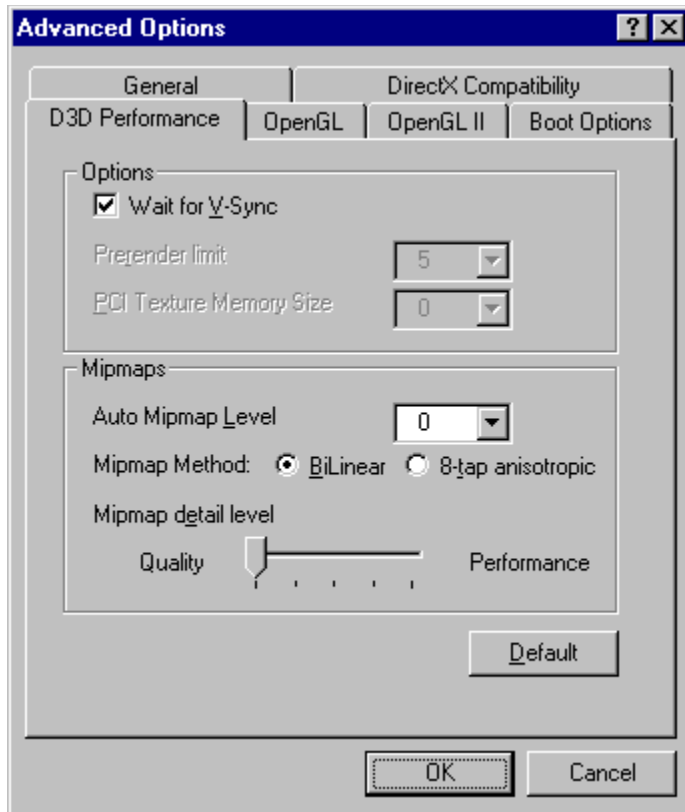 Advanced Options
General DirectX Compatibility
D3D Performance OpenGL OpenGL II Boot Options
Options
Wait for V-Sync
Prerender limit 5
PCI Texture Memory Size 0
Mipmaps
Auto Mipmap Level 0
Mipmap Method: BiLinear 8-tap anisotropic
Mipmap detail level
Quality Performance
Default
OK Cancel